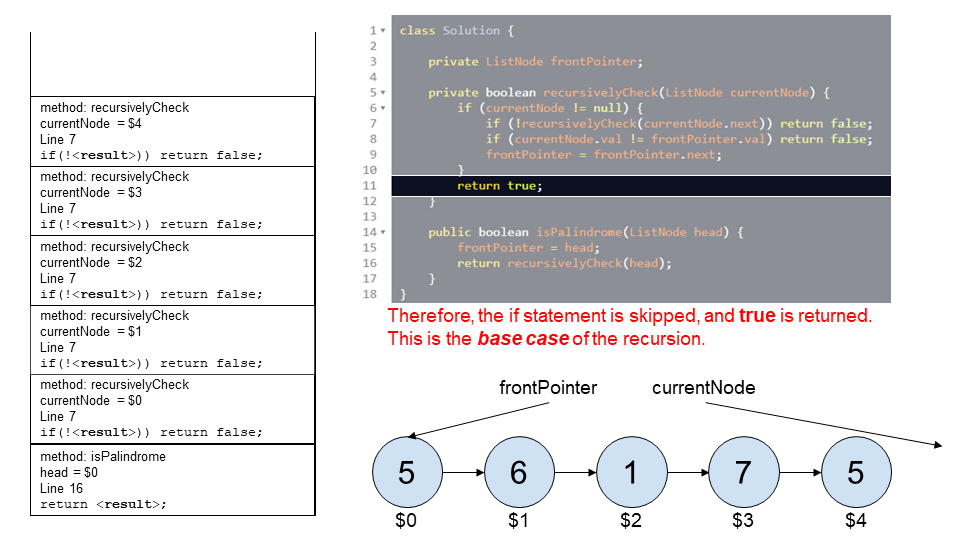 method: recursivelyCheck
currentNode = $4
Line 7
if(!<result>)) return false;
method: recursivelyCheck
currentNode = $3
Line 7
if(!<result>)) return false;
method: recursivelyCheck
currentNode = $2
Line 7
if(!<result>)) return false;
method: recursivelyCheck
currentNode = $1
Line 7
if(!<result>)) return false;
method: recursivelyCheck
currentNode = $0
Line 7
if(!<result>)) return false;
method: isPalindrome
head = $0
Line 16
return <result>;
1 class Solution {
2
3 private ListNode frontPointer;
4
5 private boolean recursivelyCheck(ListNode currentNode) {
6 if (currentNode != null) {
7 if (!recursivelyCheck(currentNode.next)) return false;
8 if (currentNode.val != frontPointer.val) return false;
9 frontPointer = frontPointer.next;
10 }
11 return true;
12 }
13
14 public boolean isPalindrome(ListNode head) {
15 frontPointer = head;
16 return recursivelyCheck(head);
17 }
18 }
Therefore, the if statement is skipped, and true is returned.
This is the base case of the recursion.
frontPointer currentNode
5 6 1 7 5
$0 $1 $2 $3 $4